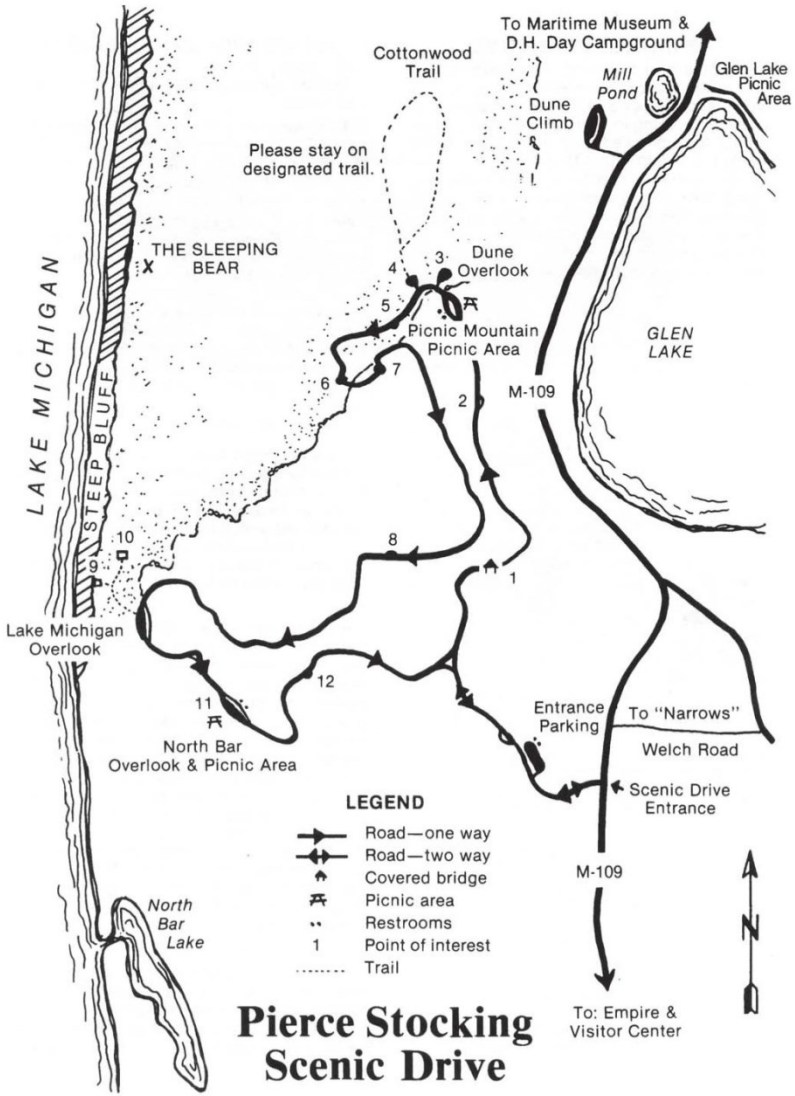 To Maritime Museum &
D.H. Day Campground
Cottonwood
Trail
Mill
Pond
Glen Lake
Picnic
Area
Dune
Climb
Please stay on
designated trail.
THE SLEEPING
BEAR
X
4
3
Dune
Overlook
5
Picnic Mountain
Picnic Area
GLEN
LAKE
LAKE MICHIGAN
STEEP BLUFF
6
7
2
M-109
10
9
8
1
Lake Michigan
Overlook
11
12
North Bar
Overlook & Picnic Area
Entrance
Parking
To "Narrows"
Welch Road
Scenic Drive
Entrance
LEGEND
Road—one way
Road—two way
Covered bridge
Picnic area
Restrooms
1 Point of interest
Trail
M-109
N
North
Bar
Lake
To: Empire &
Visitor Center
Pierce Stocking
Scenic Drive